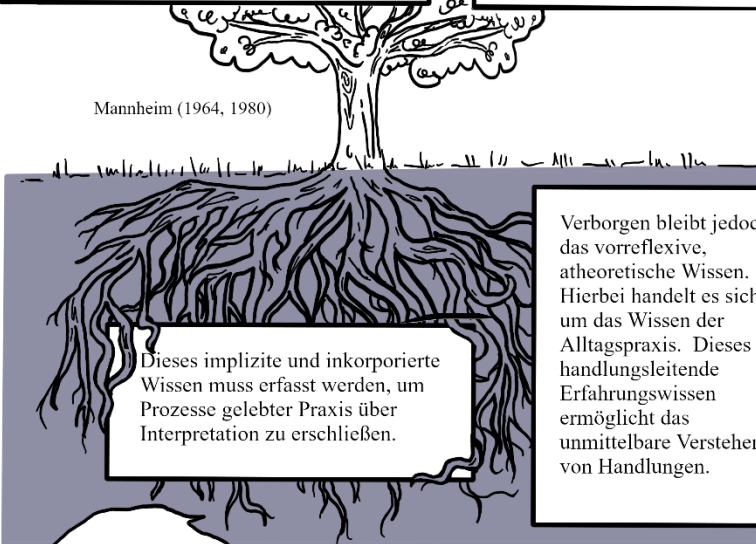 Mannheim (1964, 1980)
Verborgen bleibt jedoc
das vorreflexive,
atheoretische Wissen.
Hierbei handelt es sich
um das Wissen der
Alltagspraxis. Dieses
handlungsleitende
Erfahrungswissen
ermöglicht das
unmittelbare Verstehen
von Handlungen.
Dieses implizite und inkorporierte
Wissen muss erfasst werden, um
Prozesse gelebter Praxis über
Interpretation zu erschließen.